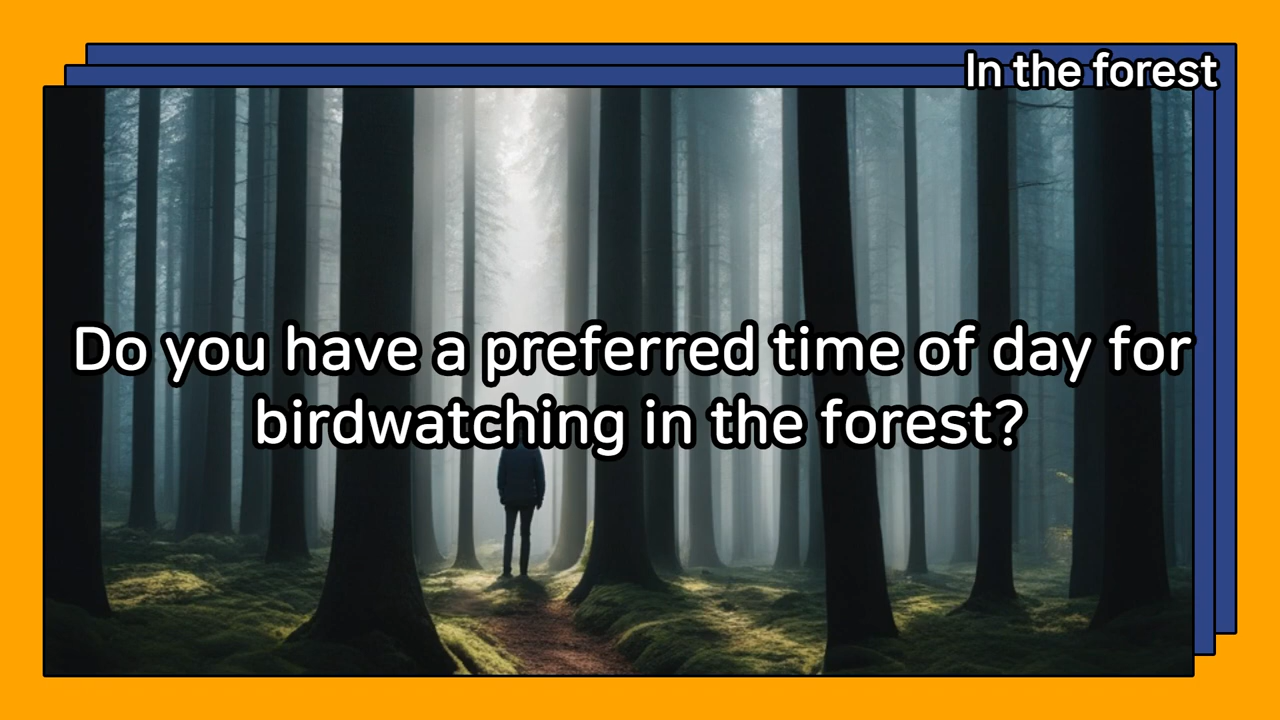 In the forest
Do you have a preferred time of day for
birdwatching in the forest?